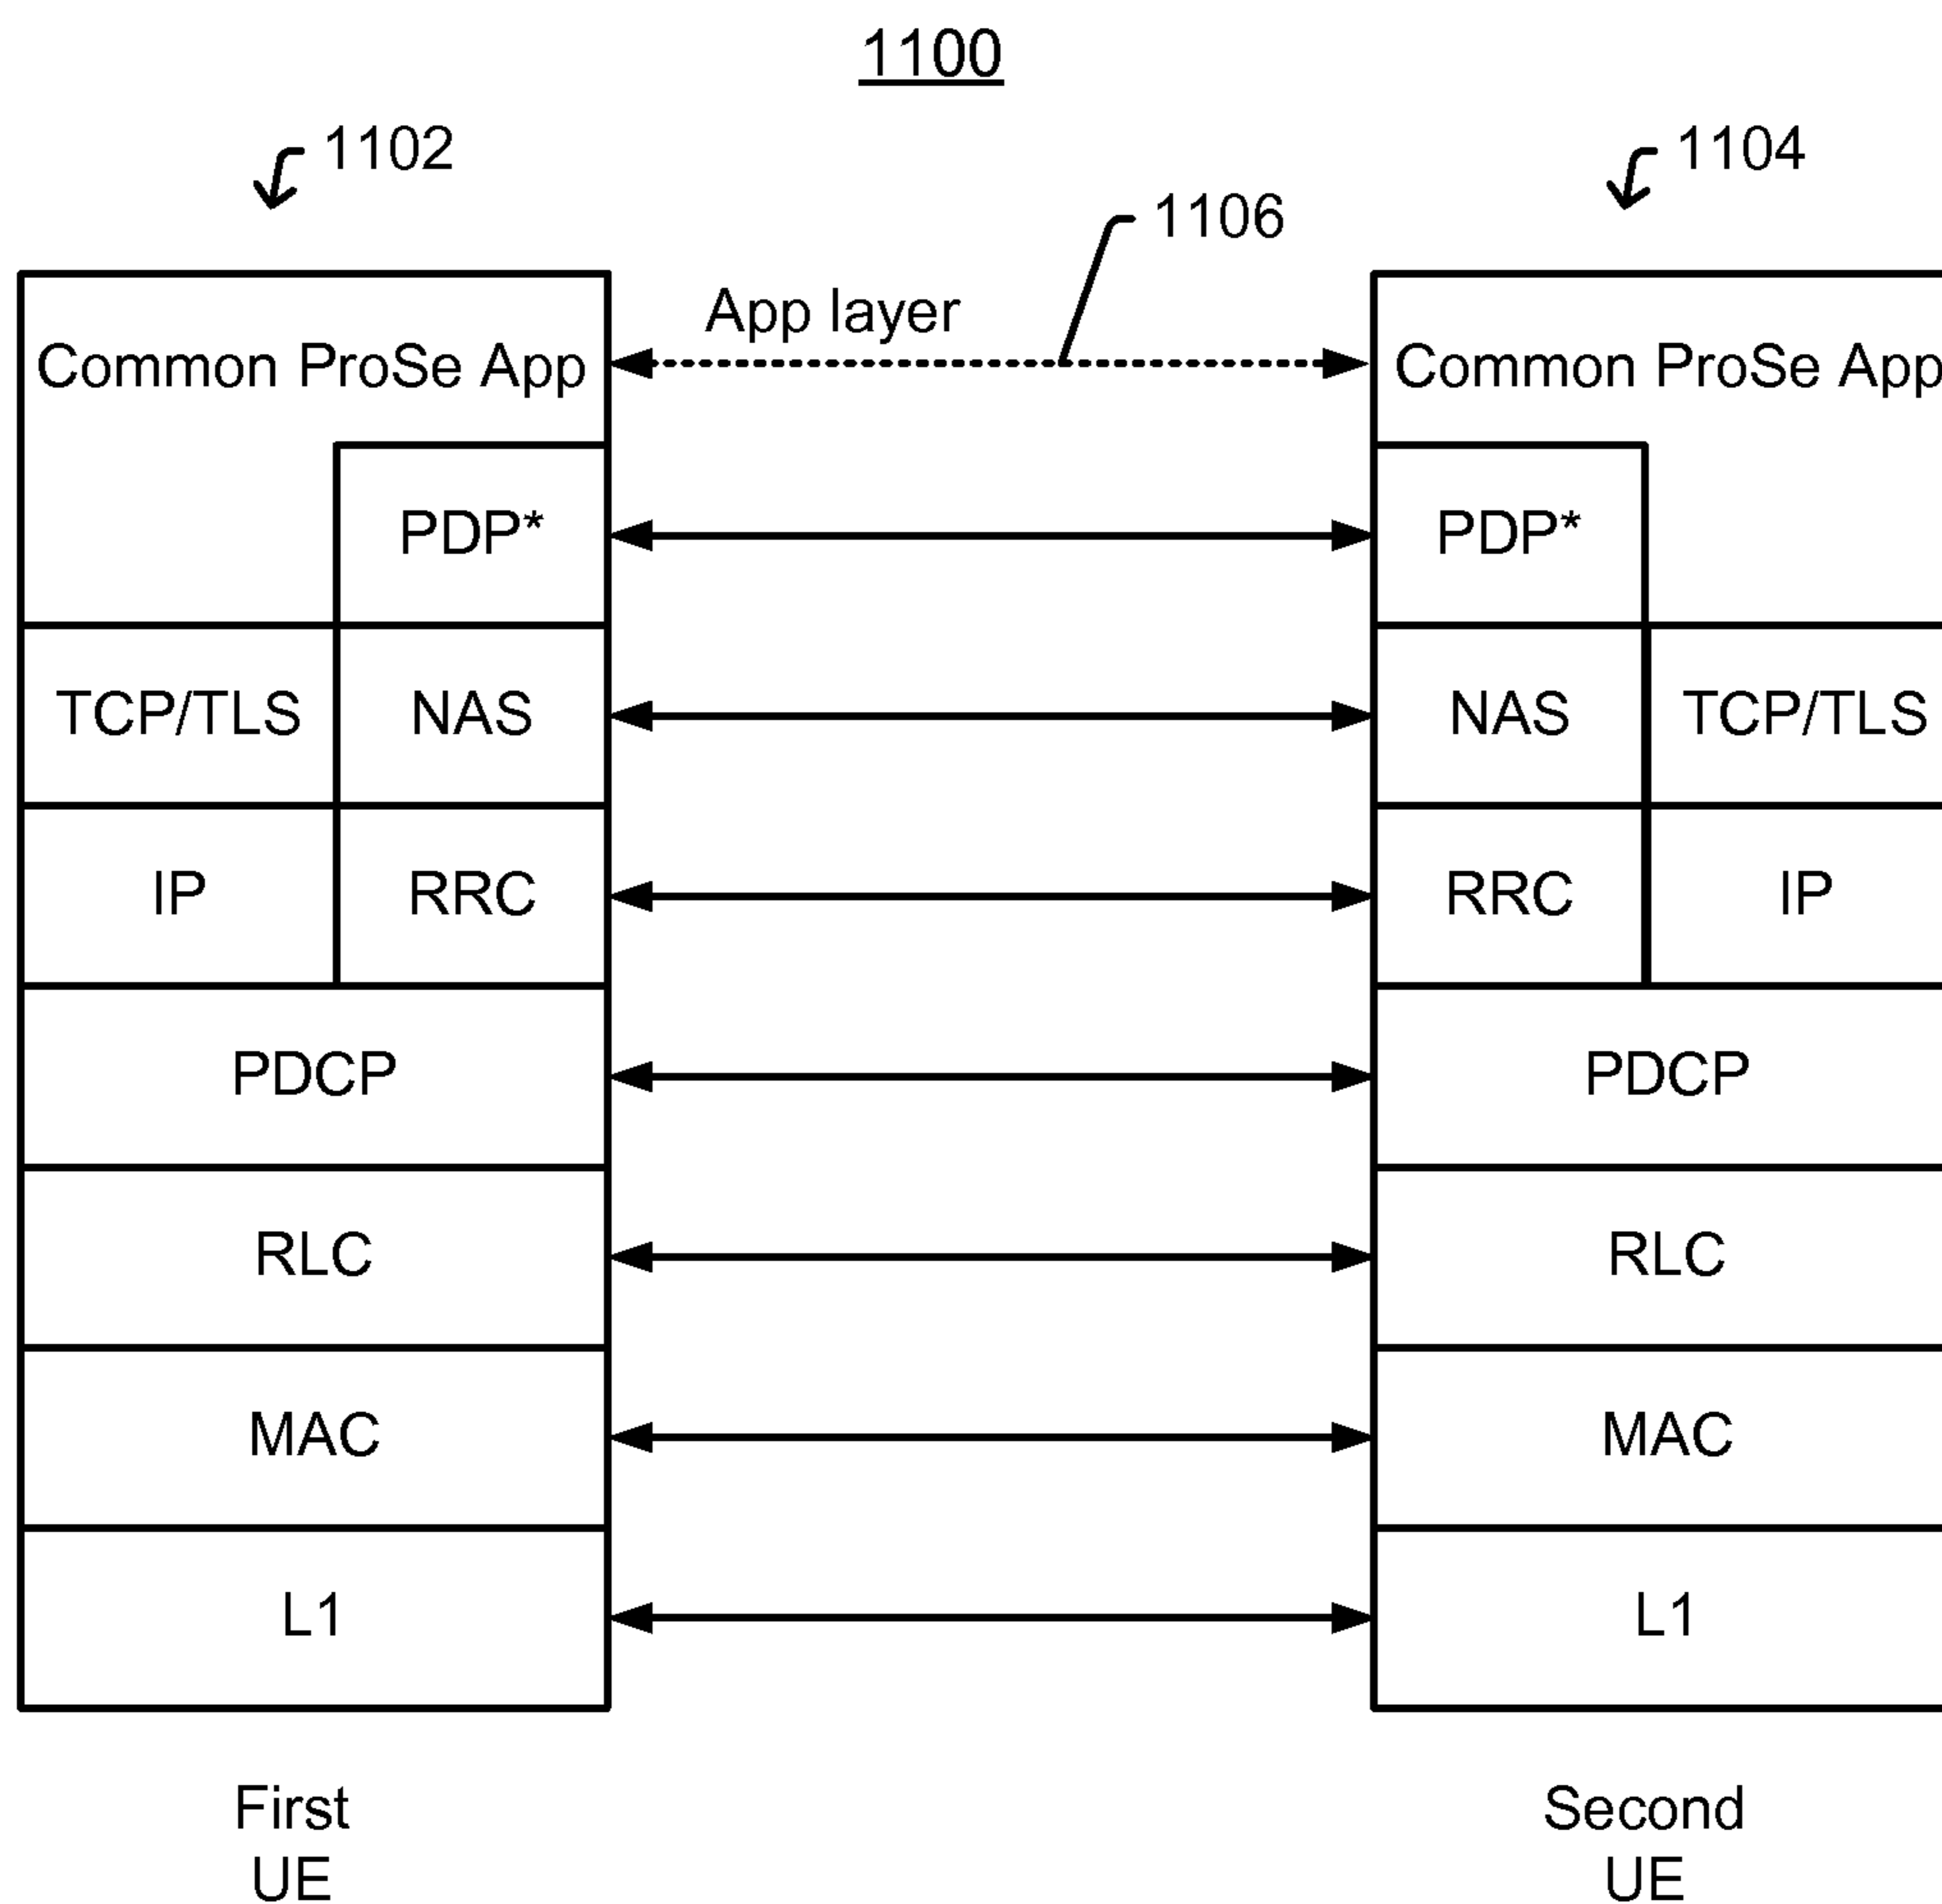 1100
1102
1104
1106
App layer
Common ProSe App
Common ProSe App
PDP*
PDP*
TCP/TLS
NAS
NAS
TCP/TLS
IP
RRC
RRC
IP
PDCP
PDCP
RLC
RLC
MAC
MAC
L1
L1
First
UE
Second
UE